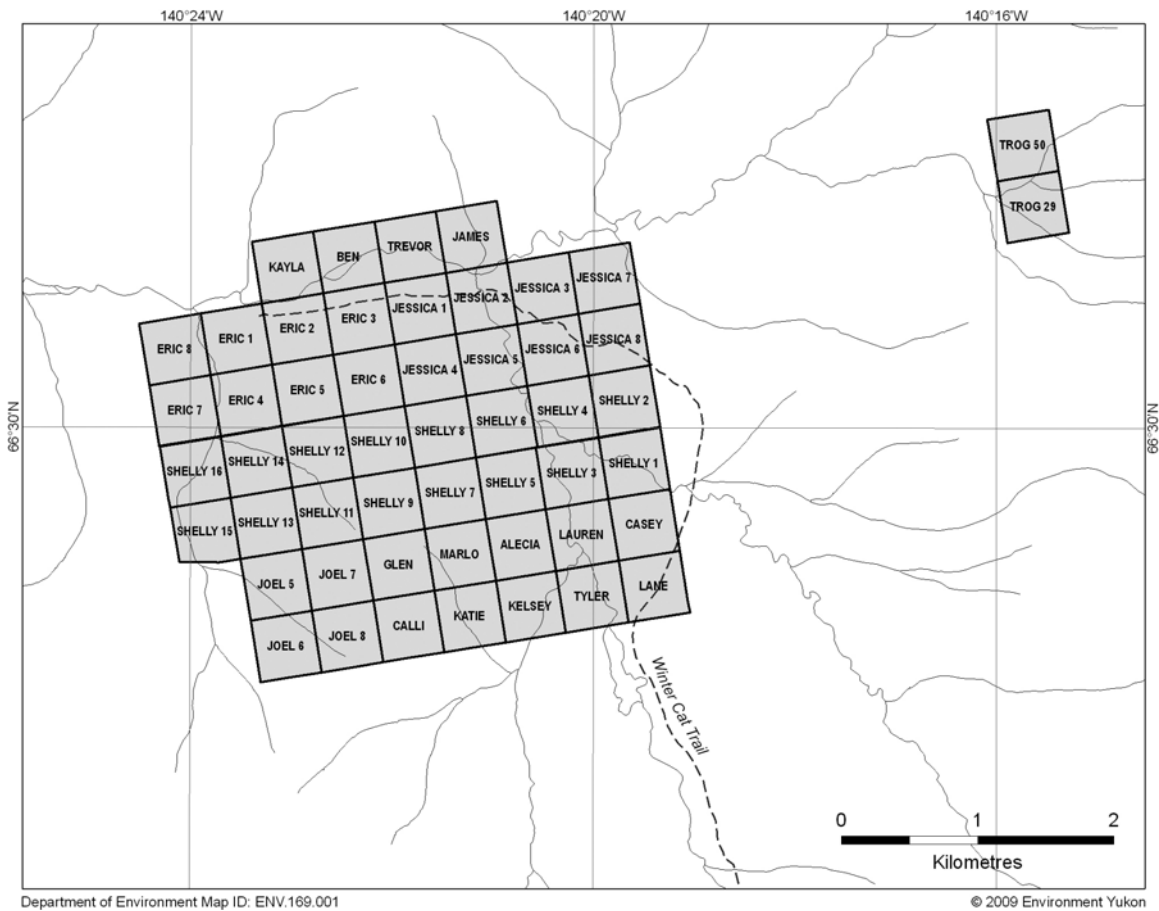 140°24'W
140°20'W
140°16'W
TROG 50
TROG 29
KAYLA
BEN
TREVOR
JAMES
ERIC 8
ERIC 1
ERIC 2
ERIC 3
JESSICA 1
JESSICA 2
JESSICA 3
JESSICA 7
ERIC 7
ERIC 4
ERIC 5
ERIC 6
JESSICA 4
JESSICA 5
JESSICA 6
JESSICA 8
66°30'N
66°30'N
SHELLY 16
SHELLY 14
SHELLY 12
SHELLY 10
SHELLY 8
SHELLY 6
SHELLY 4
SHELLY 2
SHELLY 15
SHELLY 13
SHELLY 11
SHELLY 9
SHELLY 7
SHELLY 5
SHELLY 3
SHELLY 1
JOEL 5
JOEL 7
GLEN
MARLO
ALECIA
LAUREN
CASEY
JOEL 6
JOEL 8
CALLI
KATIE
KELSEY
TYLER
LANE
Winter Cat Trail
0 1 2
Kilometres
Department of Environment Map ID: ENV.169.001
© 2009 Environment Yukon